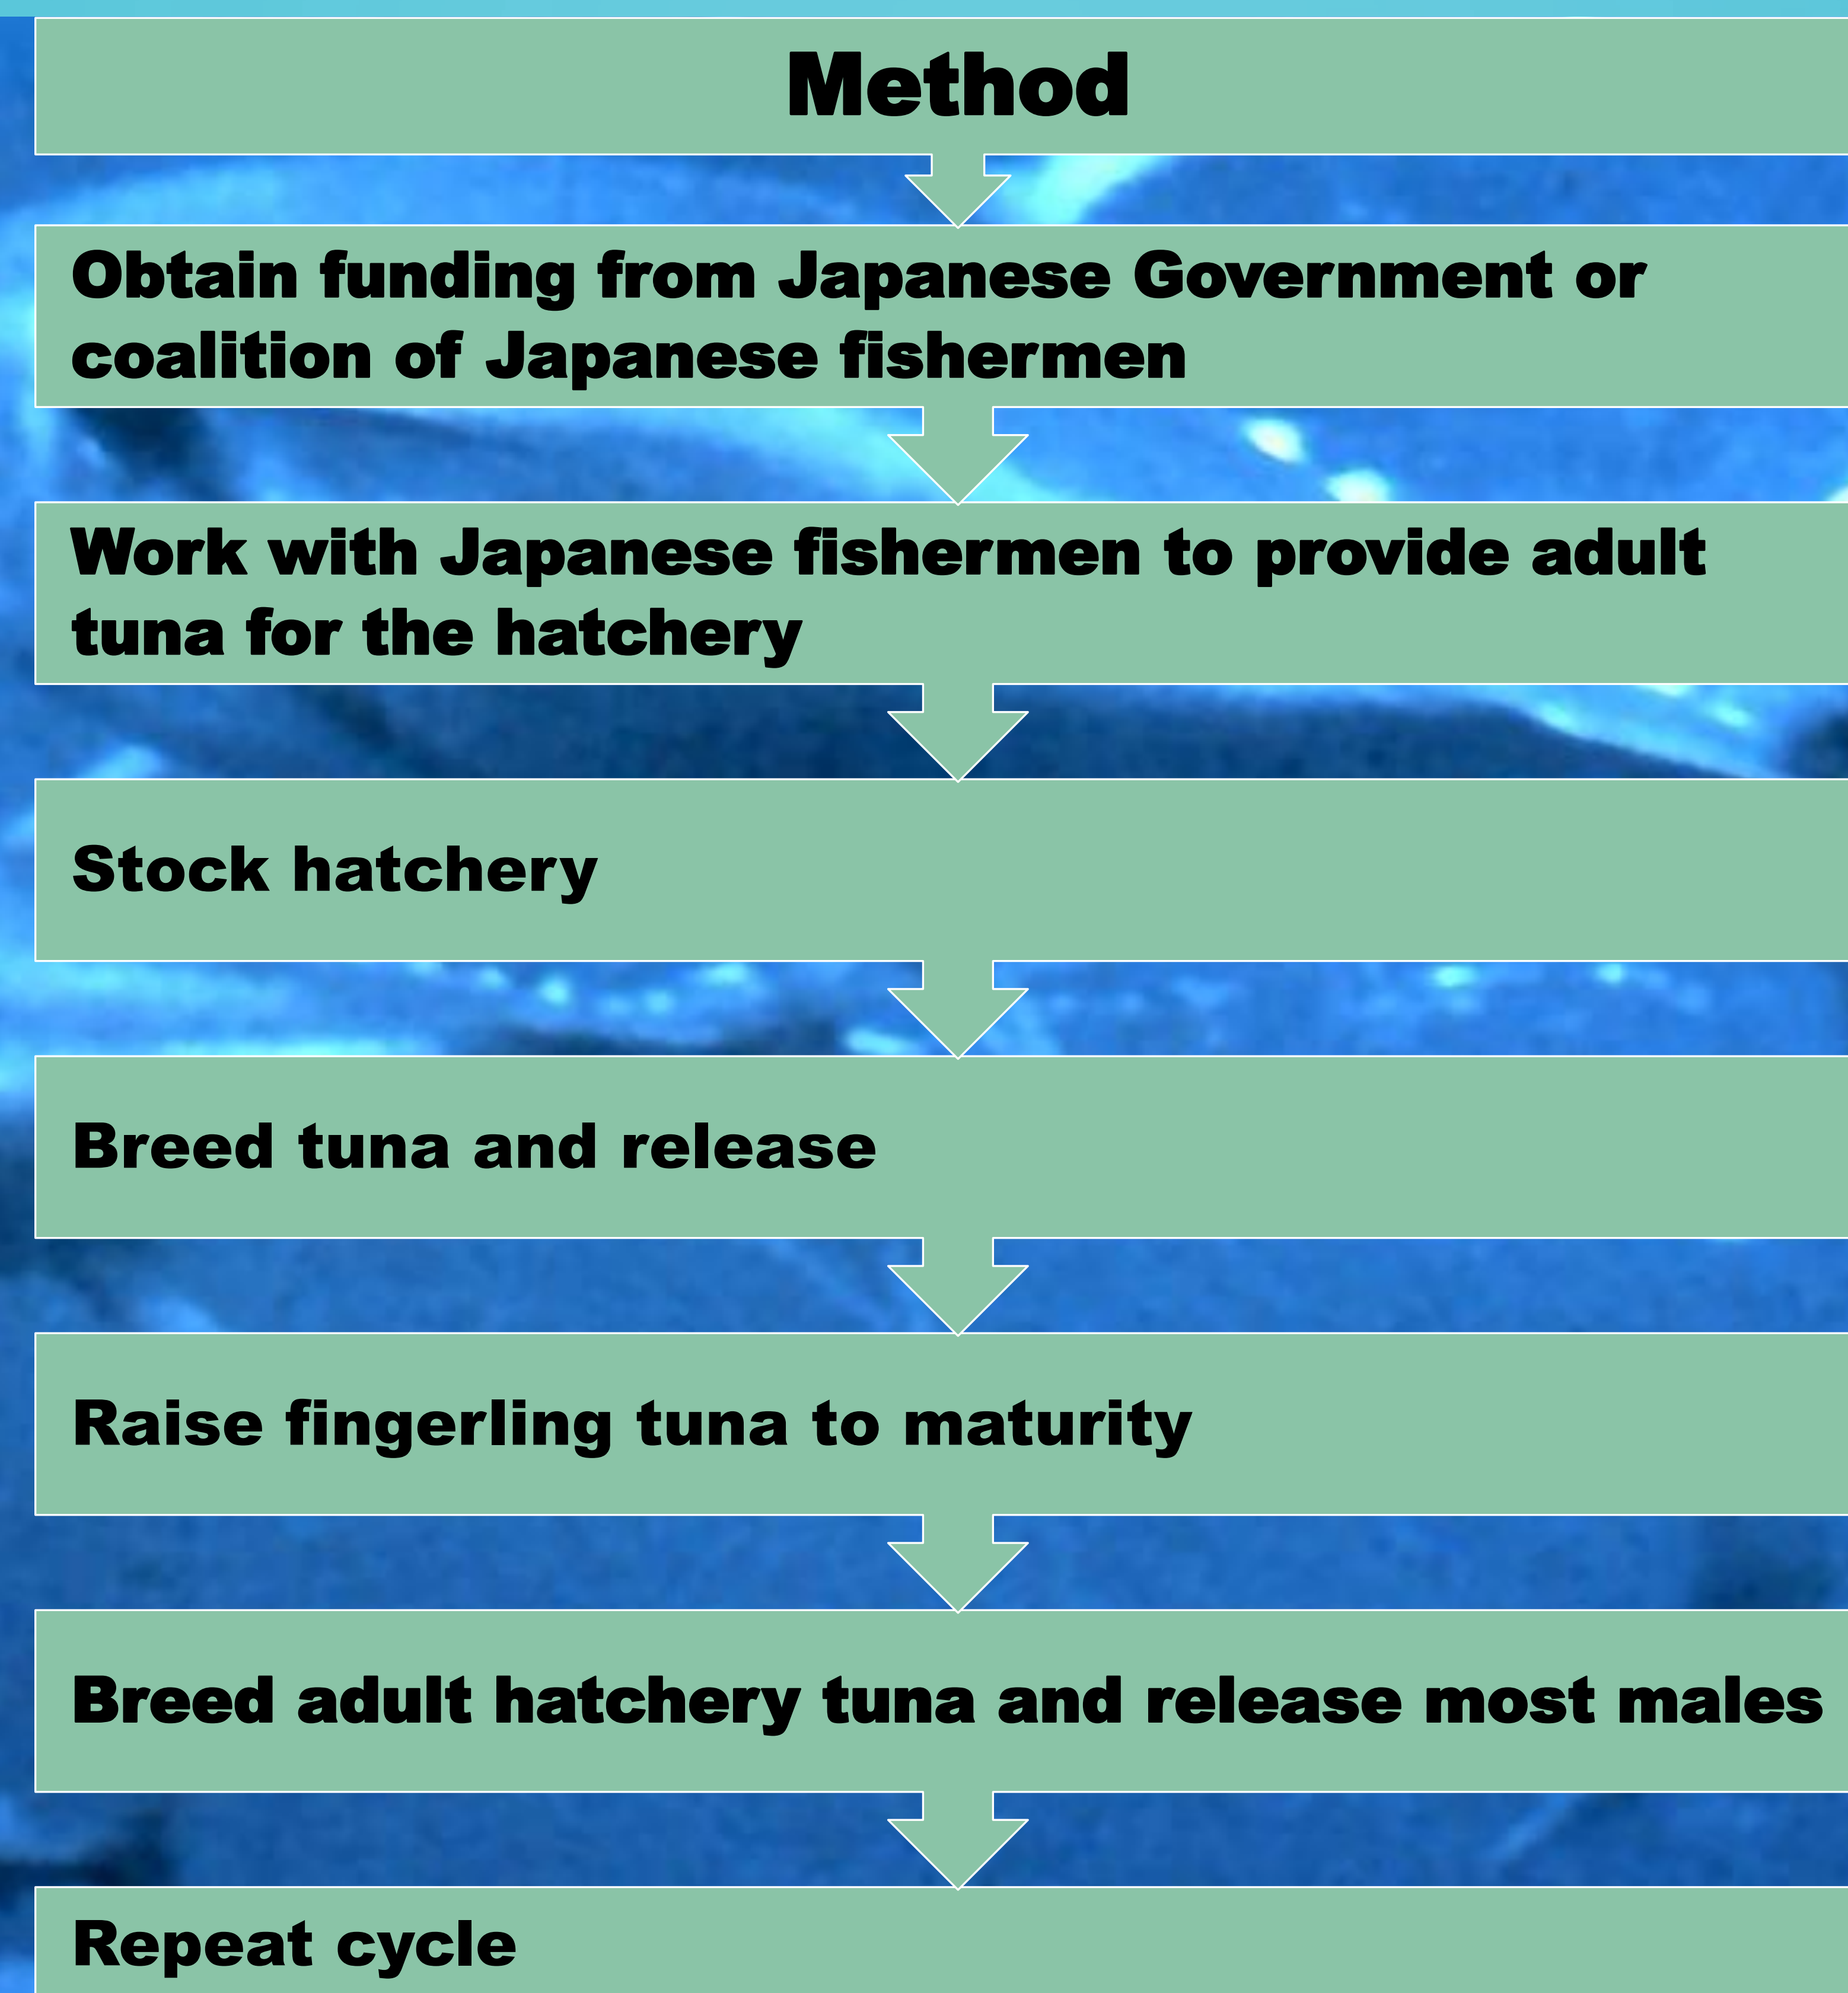 Method
Obtain funding from Japanese Government or
coalition of Japanese fishermen
Work with Japanese fishermen to provide adult
tuna for the hatchery
Stock hatchery
Breed tuna and release
Raise fingerling tuna to maturity
Breed adult hatchery tuna and release most males
Repeat cycle